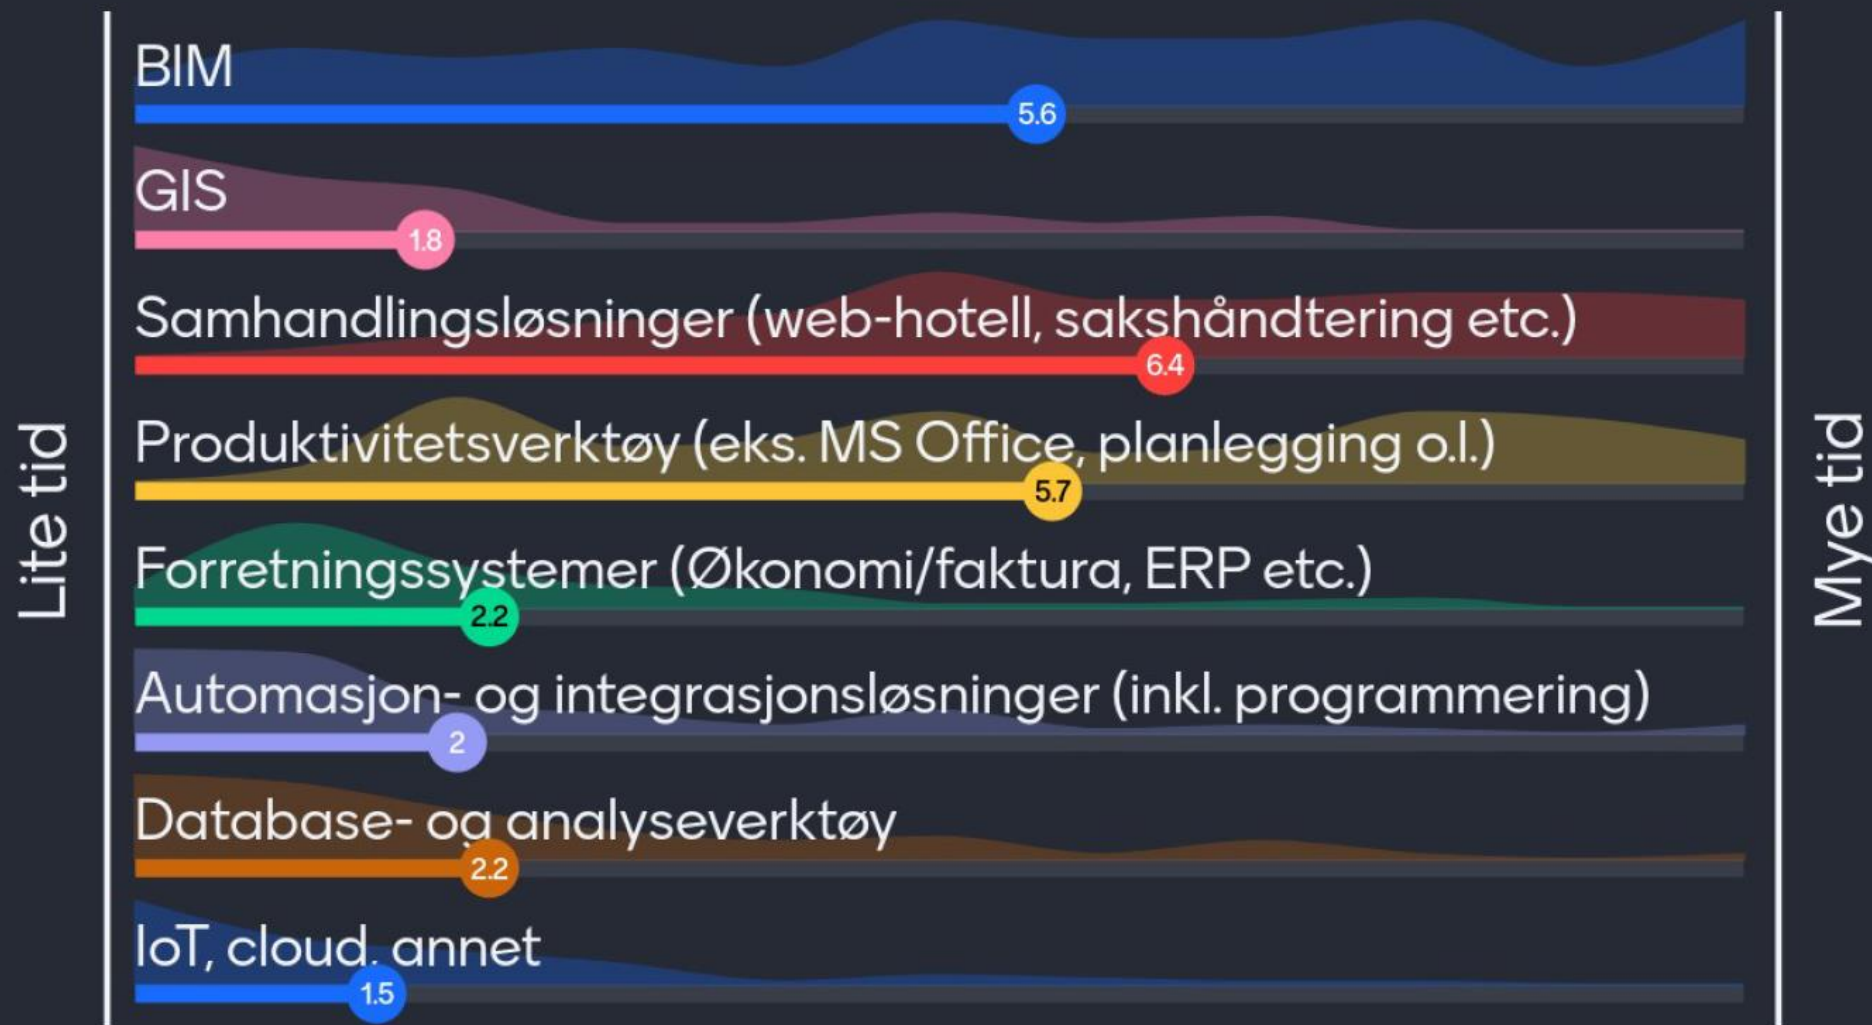 BIM
5.6
GIS
1.8
Samhandlingsløsninger (web-hotell, sakshåndtering etc.)
6.4
Produktivitetsverktøy (eks. MS Office, planlegging o.l.)
5.7
Forretningssystemer (Økonomi/faktura, ERP etc.)
2.2
Automasjon- og integrasjonsløsninger (inkl. programmering)
2
Database- og analyseverktøy
2.2
IoT, cloud, annet
1.5
Lite tid
Mye tid